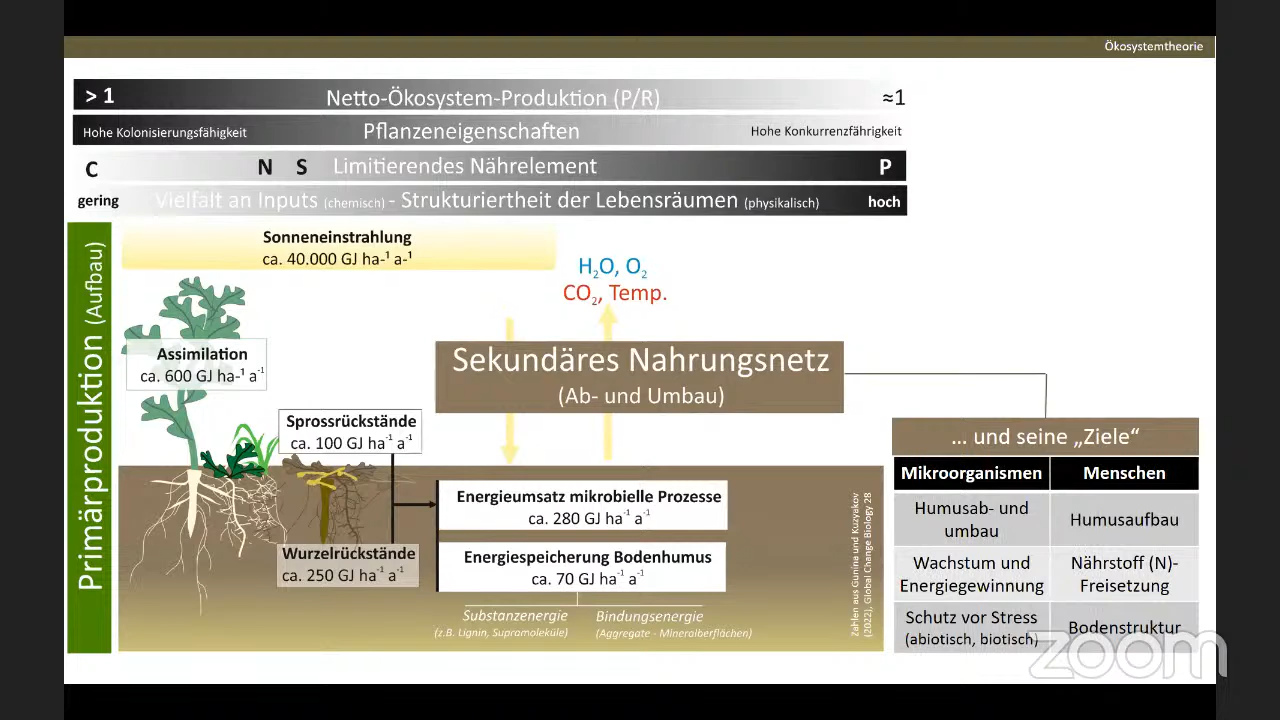 Ökosystemtheorie
> 1 Netto-Ökosystem-Produktion (P/R) ≈1
Hohe Kolonisierungsfähigkeit Pflanzeneigenschaften Hohe Konkurrenzfährigkeit
C N S Limitierendes Nährelement P
gering Vielfalt an Inputs (chemisch) - Strukturiertheit der Lebensräumen (physikalisch) hoch
Primärproduktion (Aufbau)
Sonneneinstrahlung
ca. 40.000 GJ ha-¹ a-¹
H₂O, O₂
CO₂, Temp.
Assimilation
ca. 600 GJ ha-¹ a⁻¹
Sekundäres Nahrungsnetz
(Ab- und Umbau)
Sprossrückstände
ca. 100 GJ ha⁻¹ a⁻¹
Energieumsatz mikrobielle Prozesse
ca. 280 GJ ha⁻¹ a⁻¹
Wurzelrückstände
ca. 250 GJ ha⁻¹ a⁻¹
Energiespeicherung Bodenhumus
ca. 70 GJ ha⁻¹ a⁻¹
Substanzenergie
(z.B. Lignin, Supramoleküle)
Bindungsenergie
(Aggregate - Mineralberflächen)
Zahlen aus Gunina und Kuzyakov
(2022), Global Change Biology 28
... und seine „Ziele“
Mikroorganismen Menschen
Humusab- und
umbau
Humusaufbau
Wachstum und
Energiegewinnung
Nährstoff (N)-
Freisetzung
Schutz vor Stress
(abiotisch, biotisch)
Bodenstruktur
zoom